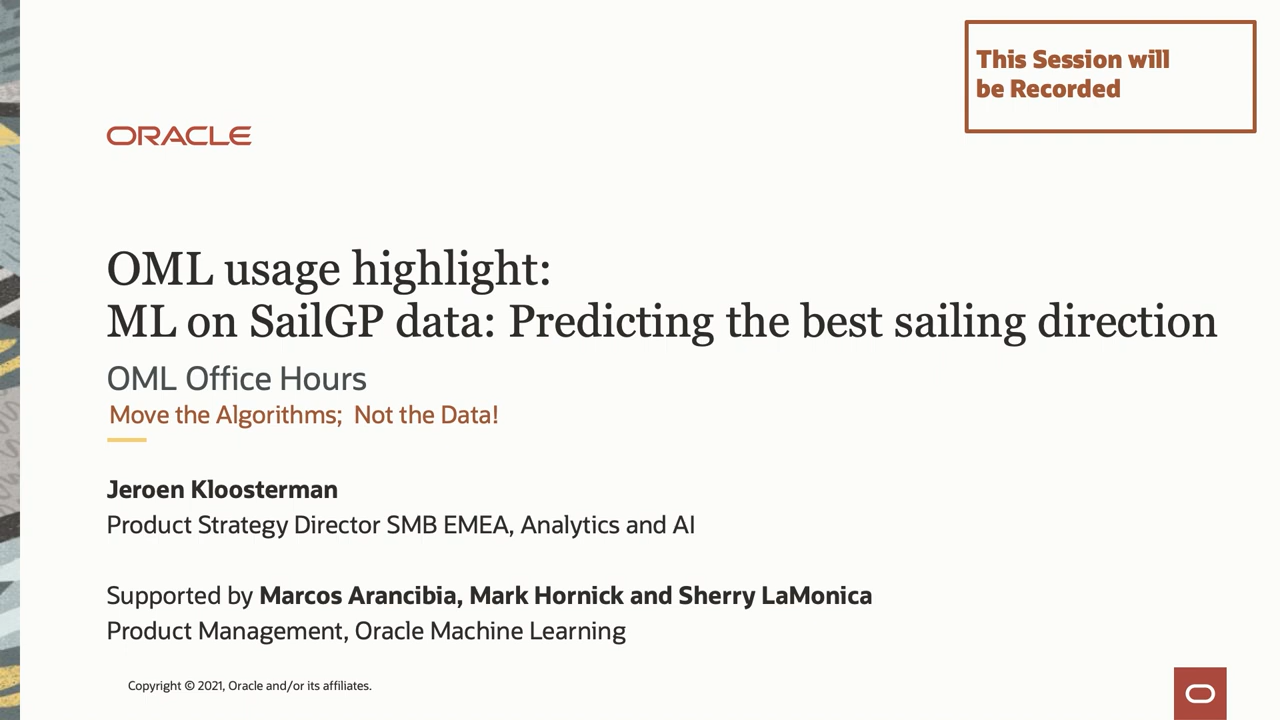 This Session will
be Recorded
ORACLE
OML usage highlight:
ML on SailGP data: Predicting the best sailing direction
OML Office Hours
Move the Algorithms; Not the Data!
Jeroen Kloosterman
Product Strategy Director SMB EMEA, Analytics and AI
Supported by Marcos Arancibia, Mark Hornick and Sherry LaMonica
Product Management, Oracle Machine Learning
Copyright © 2021, Oracle and/or its affiliates.